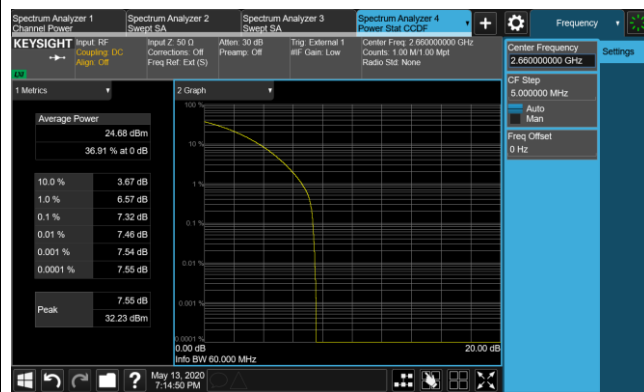 Spectrum Analyzer 1
Channel Power
Spectrum Analyzer 2
Swept SA
Spectrum Analyzer 3
Swept SA
Spectrum Analyzer 4
Power Stat CCDF
Frequency
KEYSIGHT
Input: RF
Coupling: DC
Align: Off
Input Z: 50 Ω
Corrections: Off
Freq Ref: Ext (S)
Atten: 30 dB
Preamp: Off
Trig: External 1
#IF Gain: Low
Center Freq: 2.660000000 GHz
Counts: 1.00 M/1.00 Mpt
Radio Std: None
Center Frequency
2.660000000 GHz
Settings
CF Step
5.000000 MHz
Auto
Man
Freq Offset
0 Hz
1 Metrics
Average Power
24.68 dBm
36.91 % at 0 dB
10.0 % 3.67 dB
1.0 % 6.57 dB
0.1 % 7.32 dB
0.01 % 7.46 dB
0.001 % 7.54 dB
0.0001 % 7.55 dB
Peak
7.55 dB
32.23 dBm
2 Graph
100 %
10 %
1 %
0.1 %
0.01 %
0.001 %
0.0001 %
0.00 dB
20.00 dB
Info BW 60.000 MHz
May 13, 2020
7:14:50 PM